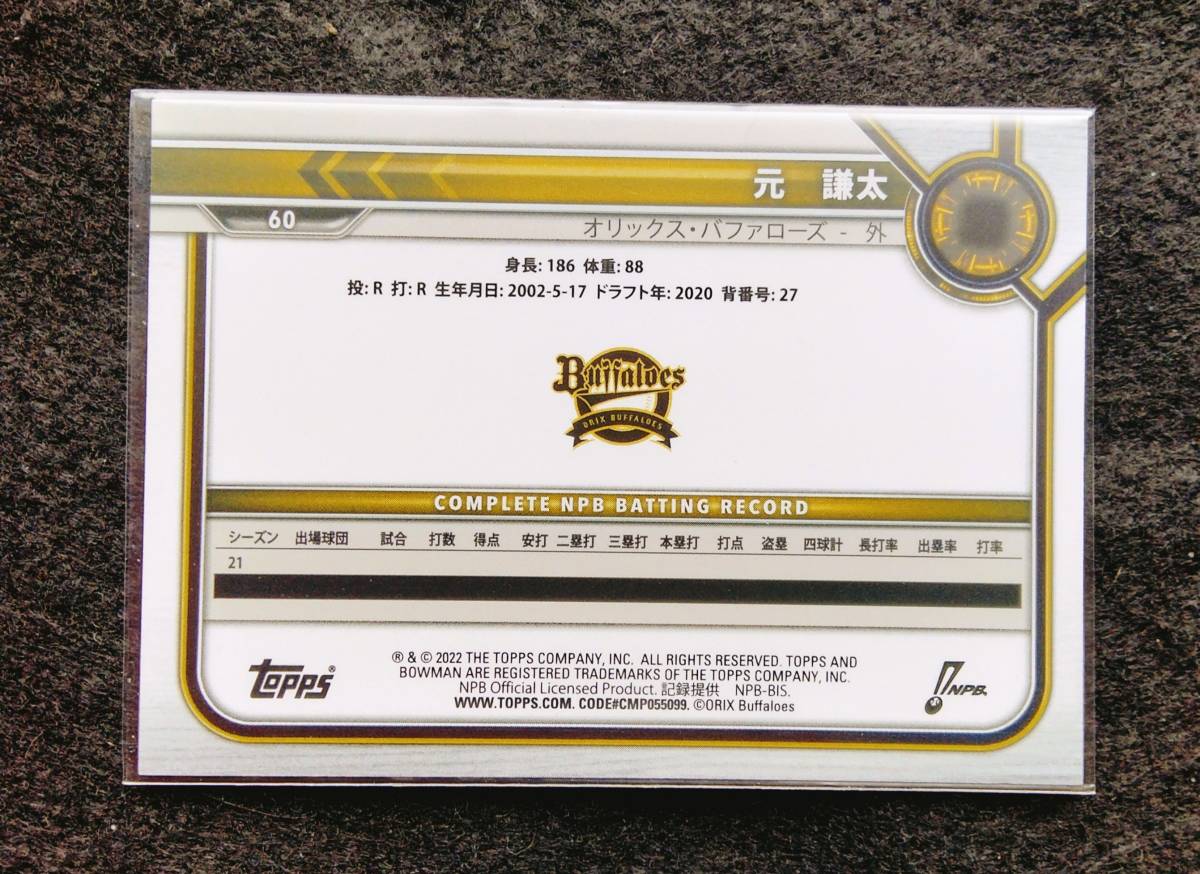 元 謙太
60
オリックス・バファローズ - 外
身長: 186 体重: 88
投: R 打: R 生年月日: 2002-5-17 ドラフト年: 2020 背番号: 27
Buffaloes
ORIX BUFFALOES
COMPLETE NPB BATTING RECORD
シーズン 出場球団 試合 打数 得点 安打 二塁打 三塁打 本塁打 打点 盗塁 四球計 長打率 出塁率 打率
21
Topps®
® & © 2022 THE TOPPS COMPANY, INC. ALL RIGHTS RESERVED. TOPPS AND
BOWMAN ARE REGISTERED TRADEMARKS OF THE TOPPS COMPANY, INC.
NPB Official Licensed Product. 記録提供 NPB-BIS.
WWW.TOPPS.COM. CODE#CMP055099. ©ORIX Buffaloes
NPB